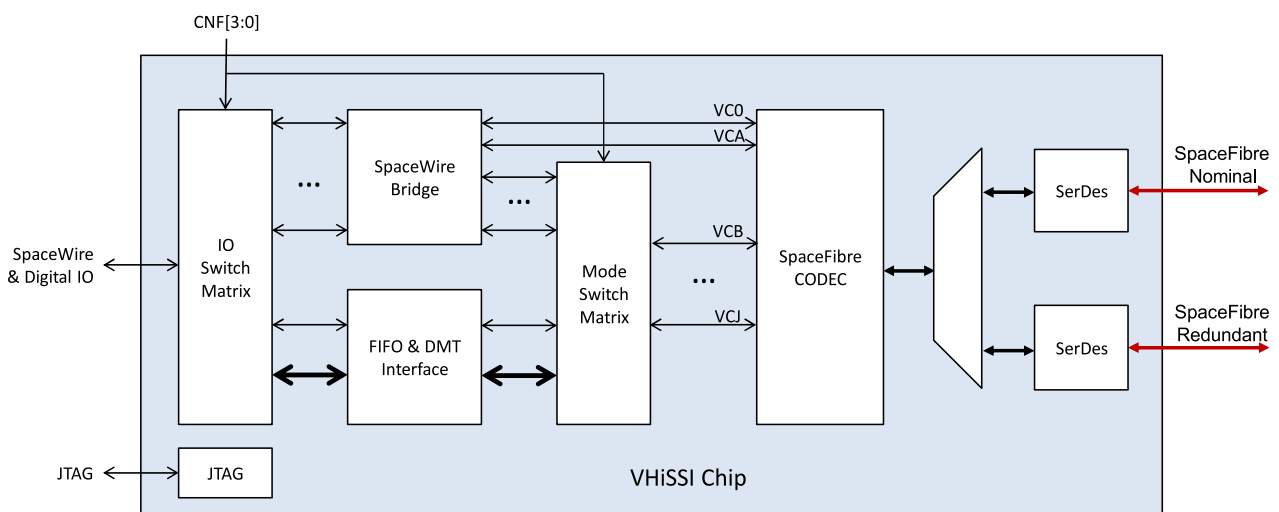 CNF[3:0]
VC0
VCA
SpaceWire
Bridge
...
...
IO
Switch
Matrix
SpaceWire
& Digital IO
Mode
Switch
Matrix
VCB
...
VCJ
SpaceFibre
CODEC
SerDes
SpaceFibre
Nominal
SerDes
SpaceFibre
Redundant
FIFO & DMT
Interface
JTAG
JTAG
VHiSSI Chip